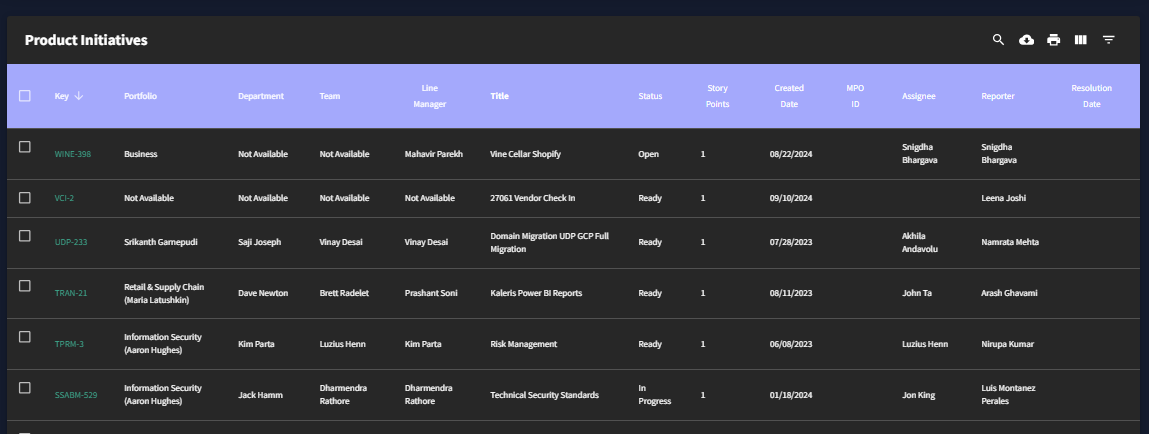 Product Initiatives
Key Portfolio Department Team Line Manager Title Status Story Points Created Date MPO ID Assignee Reporter Resolution Date
WINE-398 Business Not Available Not Available Mahavir Parekh Vine Cellar Shopify Open 1 08/22/2024 Snigdha Bhargava Snigdha Bhargava
VCI-2 Not Available Not Available Not Available Not Available 27061 Vendor Check In Ready 1 09/10/2024 Leena Joshi
UDP-233 Srikanth Gamepudi Saji Joseph Vinay Desai Vinay Desai Domain Migration UDP GCP Full Migration Ready 1 07/28/2023 Akhila Andavolu Namrata Mehta
TRAN-21 Retail & Supply Chain (Maria Latushkin) Dave Newton Brett Radelet Prashant Soni Kaleris Power BI Reports Ready 1 08/11/2023 John Ta Arash Ghavami
TPRM-3 Information Security (Aaron Hughes) Kim Parta Luzius Henn Kim Parta Risk Management Ready 1 06/08/2023 Luzius Henn Nirupa Kumar
SSABM-529 Information Security (Aaron Hughes) Jack Hamm Dharmendra Rathore Dharmendra Rathore Technical Security Standards In Progress 1 01/18/2024 Jon King Luis Montanez Perales